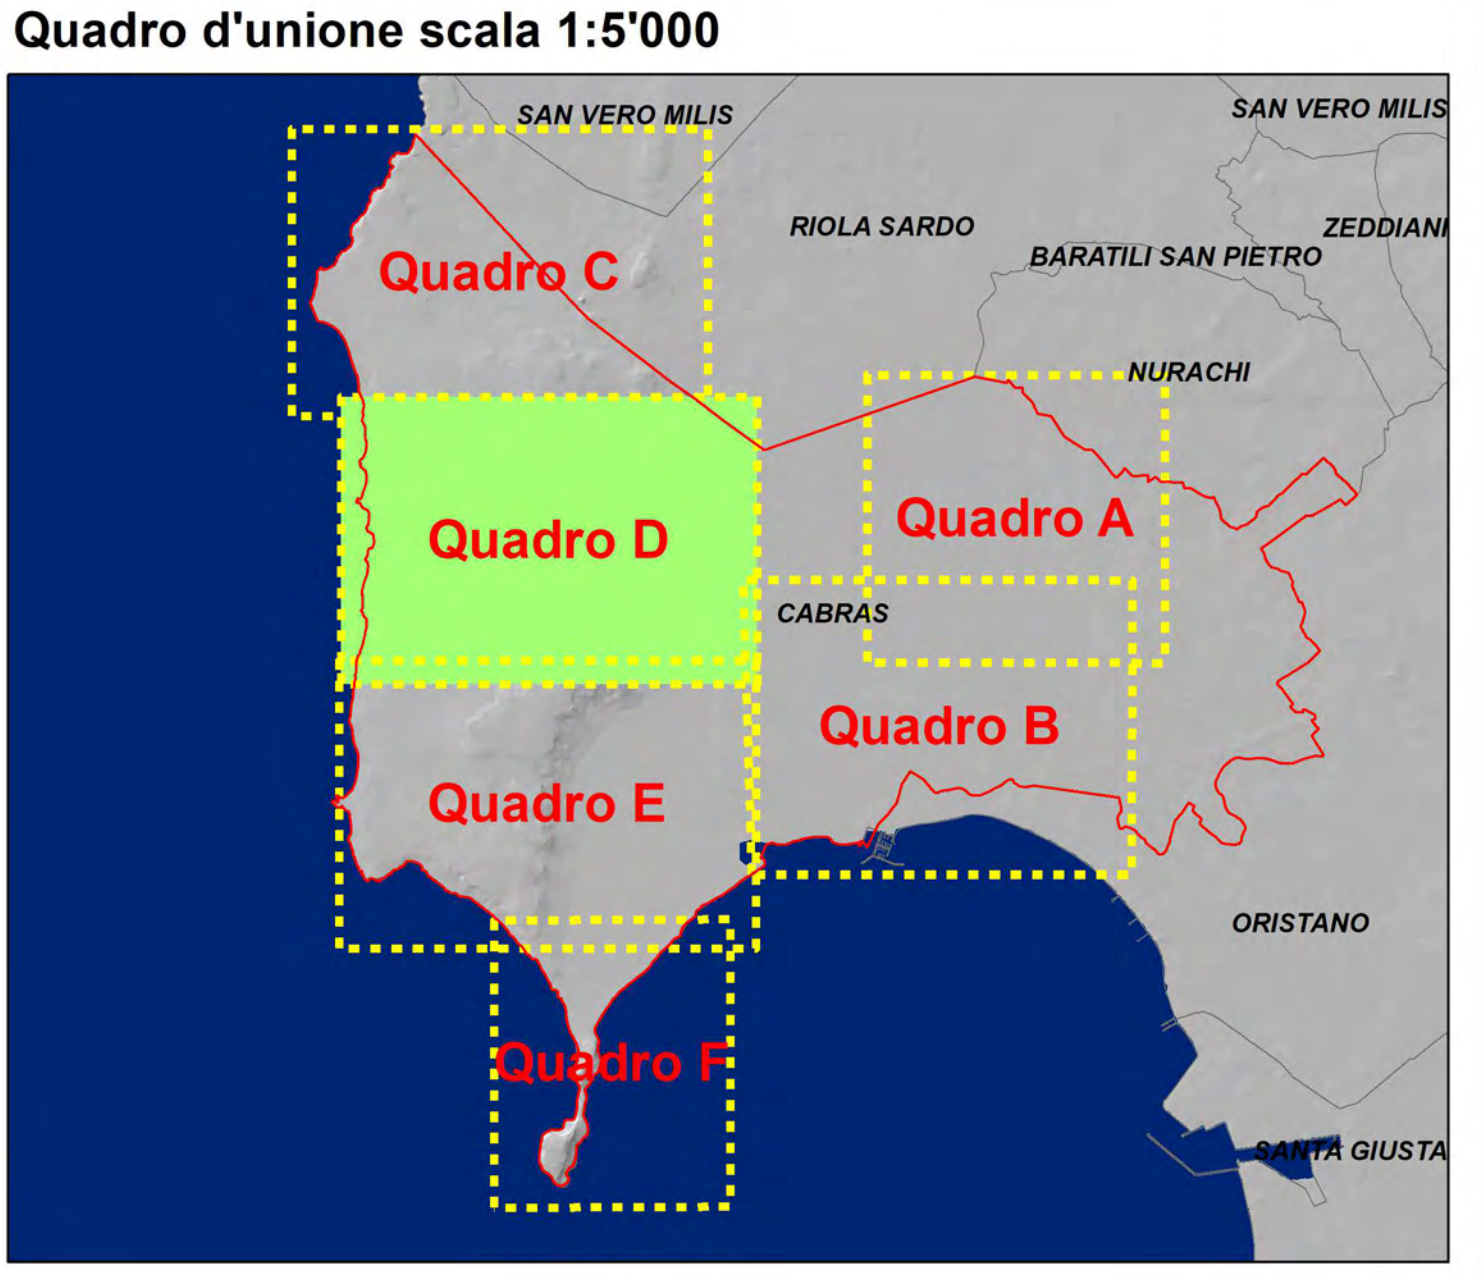 Quadro d'unione scala 1:5'000
SAN VERO MILIS
SAN VERO MILIS
RIOLA SARDO
ZEDDIANI
BARATILI SAN PIETRO
Quadro C
NURACHI
Quadro A
Quadro D
CABRAS
Quadro B
Quadro E
ORISTANO
Quadro F
SANTA GIUSTA